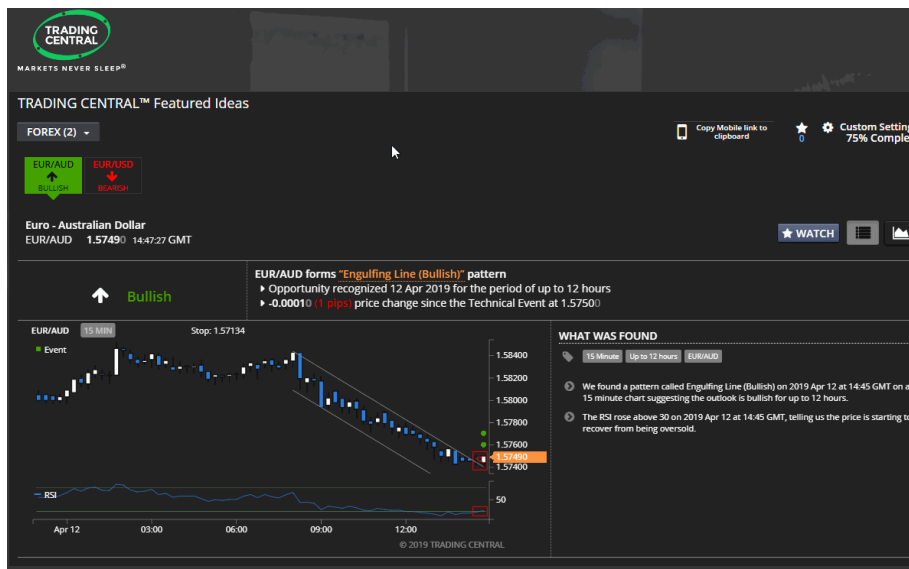 TRADING
CENTRAL
MARKETS NEVER SLEEP®
TRADING CENTRAL™ Featured Ideas
FOREX (2)
Copy Mobile link to
clipboard
0
Custom Setting
75% Comple
EUR/AUD
BULLISH
EUR/USD
BEARISH
Euro - Australian Dollar
EUR/AUD 1.57490 14:47:27 GMT
WATCH
Bullish
EUR/AUD forms "Engulfing Line (Bullish)" pattern
Opportunity recognized 12 Apr 2019 for the period of up to 12 hours
-0.00010 (1 pips) price change since the Technical Event at 1.57500
EUR/AUD 15 MIN Stop: 1.57134
Event
1.58400
1.58200
1.58000
1.57800
1.57600
1.57490
1.57400
RSI
50
Apr 12 03:00 06:00 09:00 12:00
© 2019 TRADING CENTRAL
WHAT WAS FOUND
15 Minute Up to 12 hours EUR/AUD
We found a pattern called Engulfing Line (Bullish) on 2019 Apr 12 at 14:45 GMT on a
15 minute chart suggesting the outlook is bullish for up to 12 hours.
The RSI rose above 30 on 2019 Apr 12 at 14:45 GMT, telling us the price is starting to
recover from being oversold.